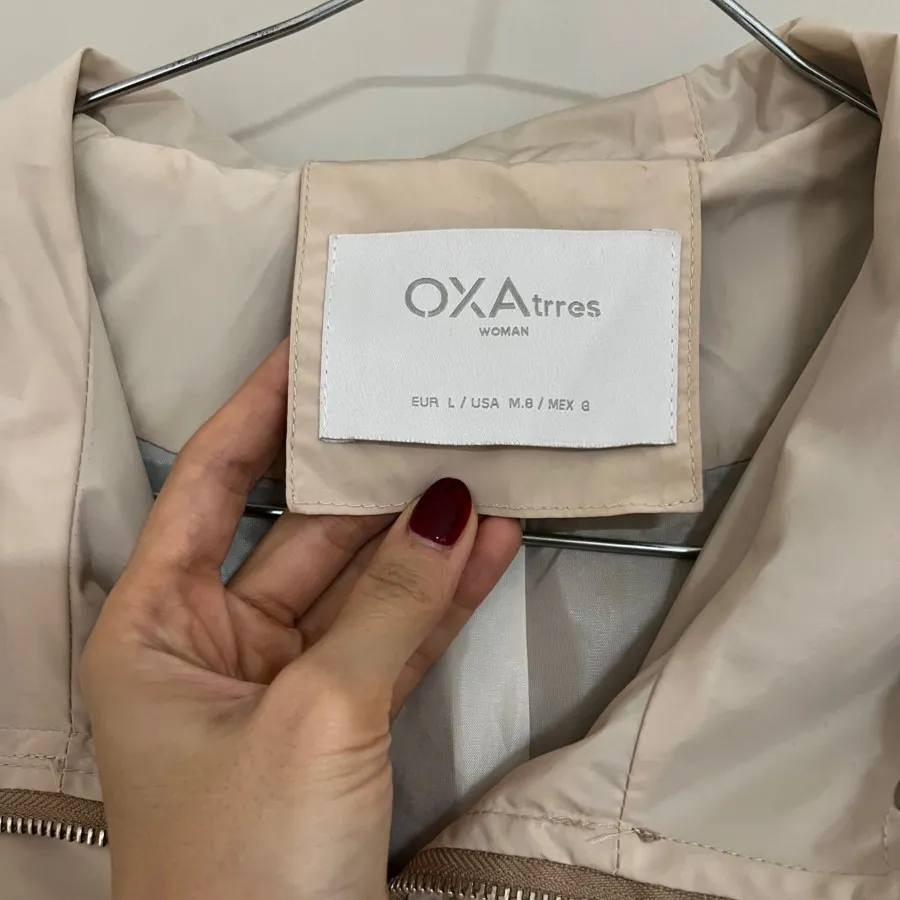 OXAtrres
WOMAN
EUR L / USA M.8 / MEX G